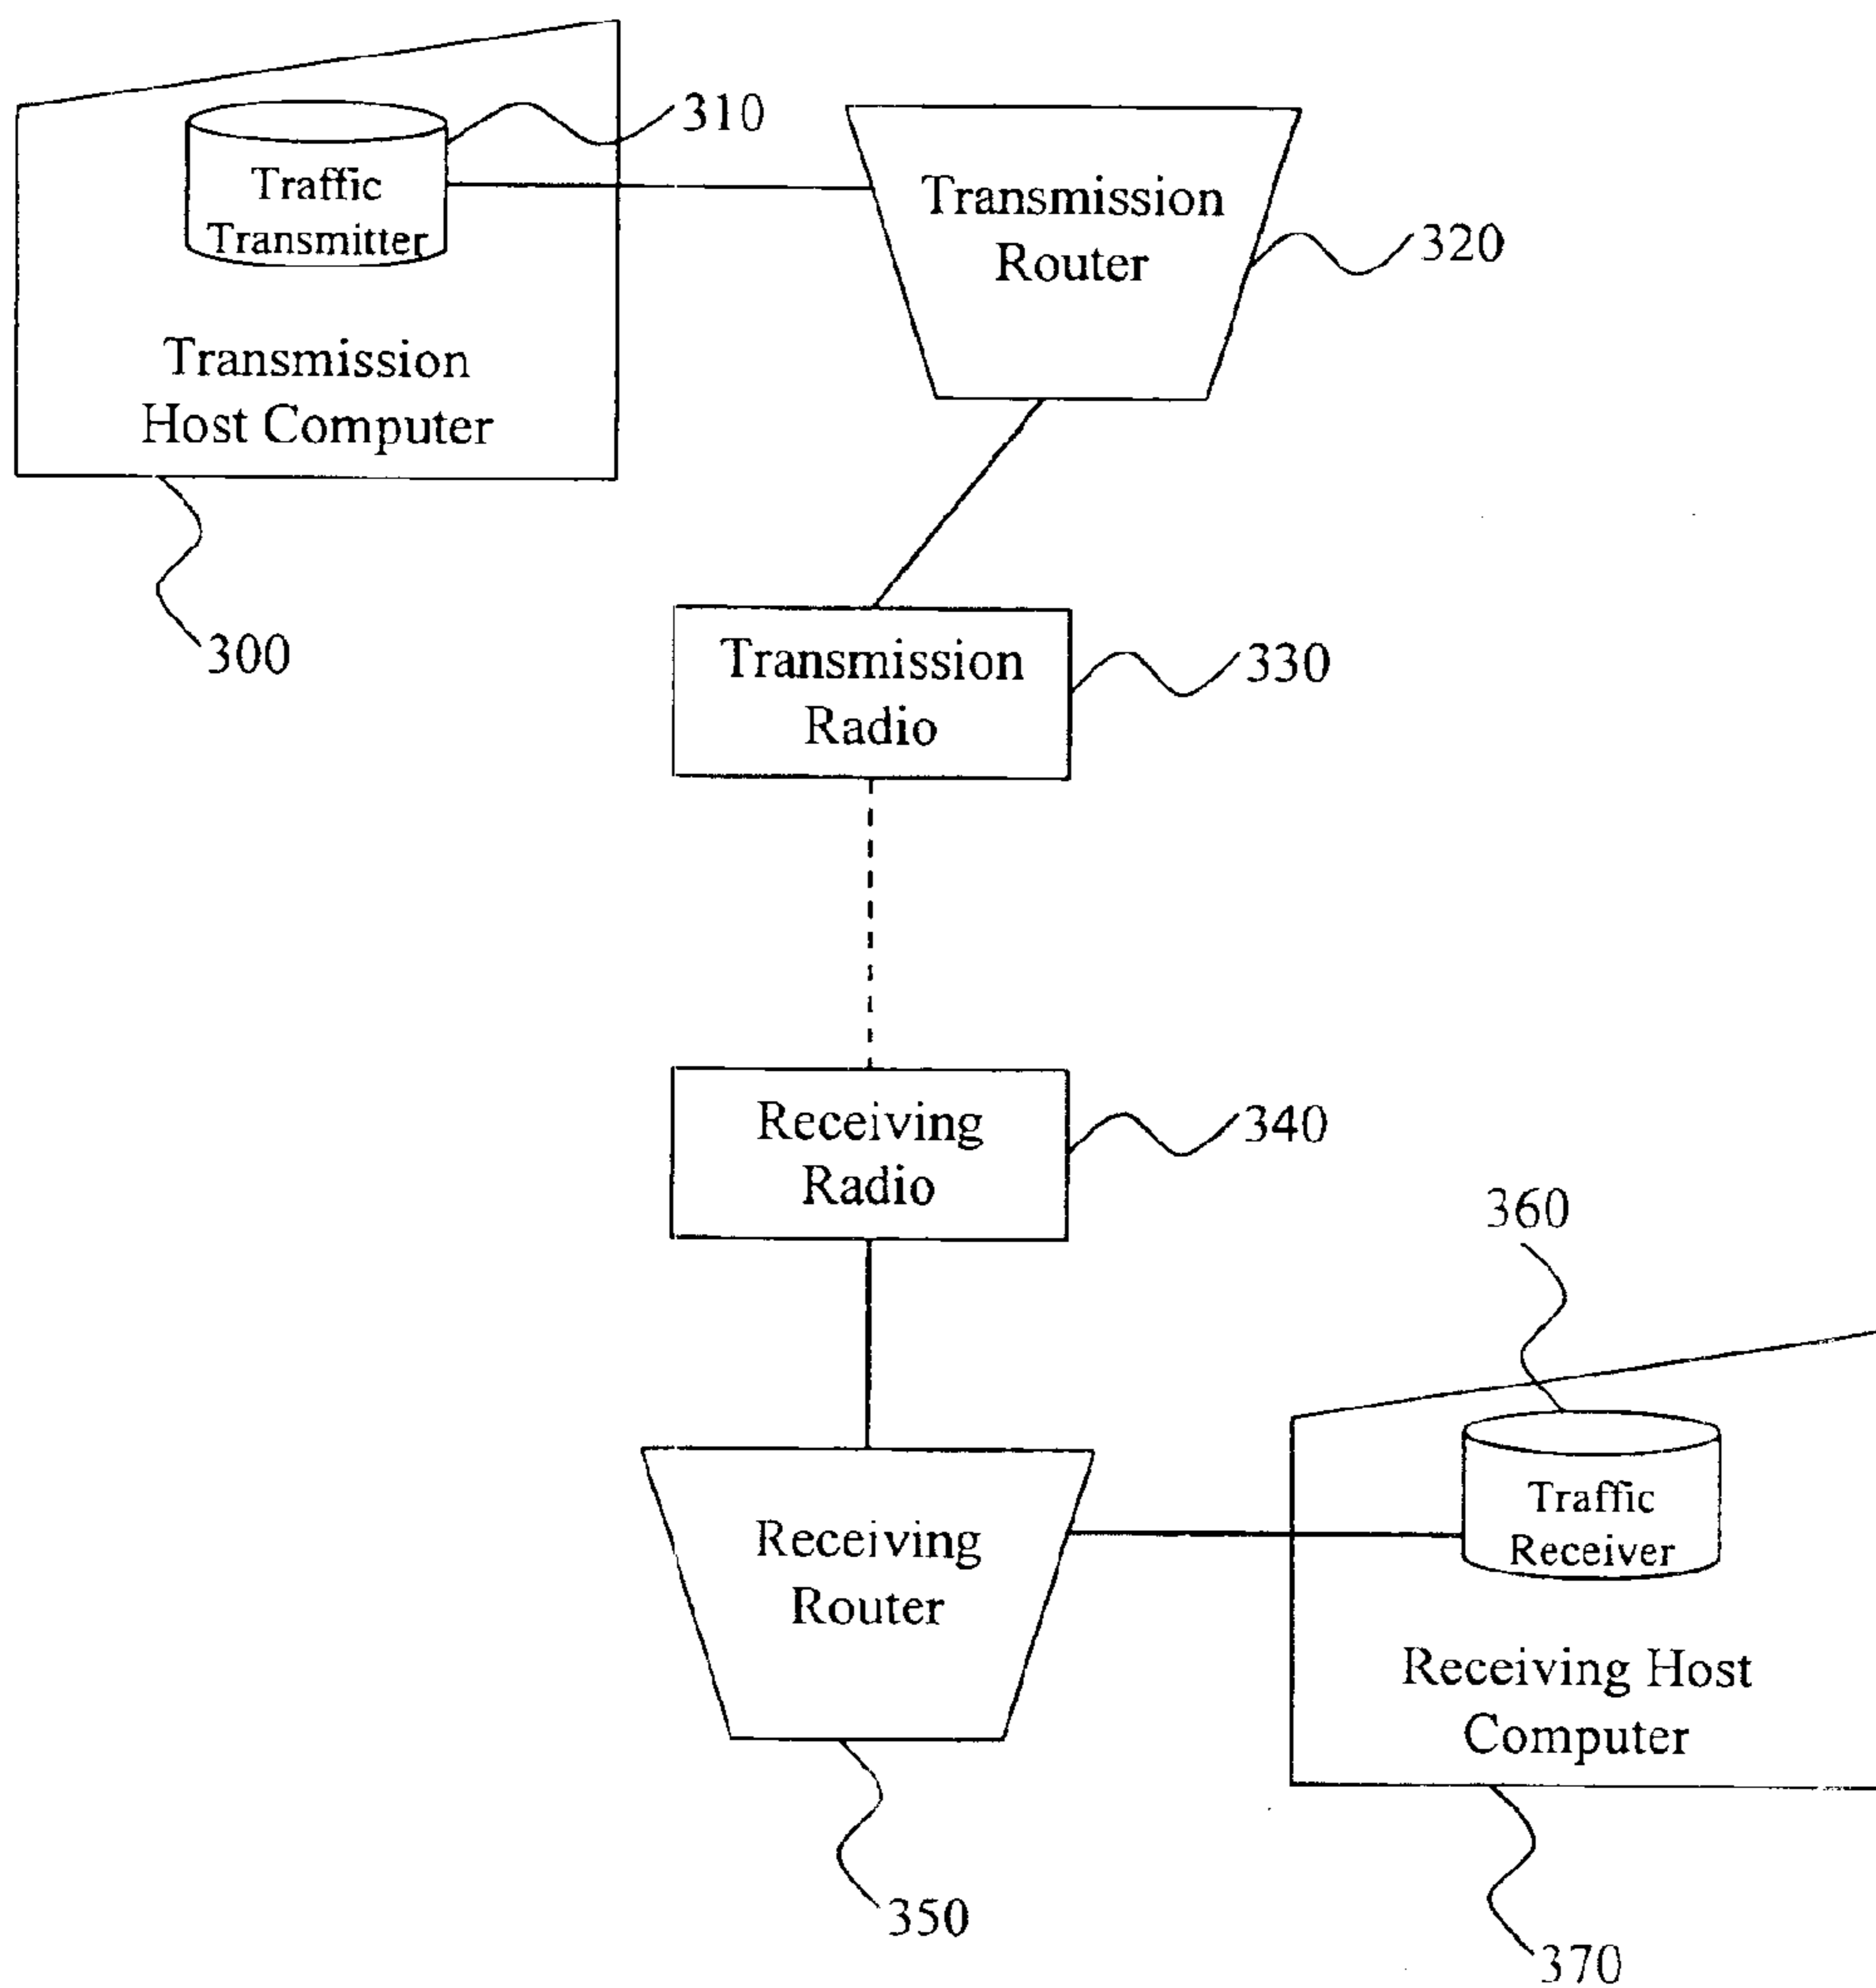 310
Traffic
Transmitter
Transmission
Router
320
Transmission
Host Computer
300
Transmission
Radio
330
Receiving
Radio
340
360
Traffic
Receiver
Receiving
Router
Receiving Host
Computer
350
370